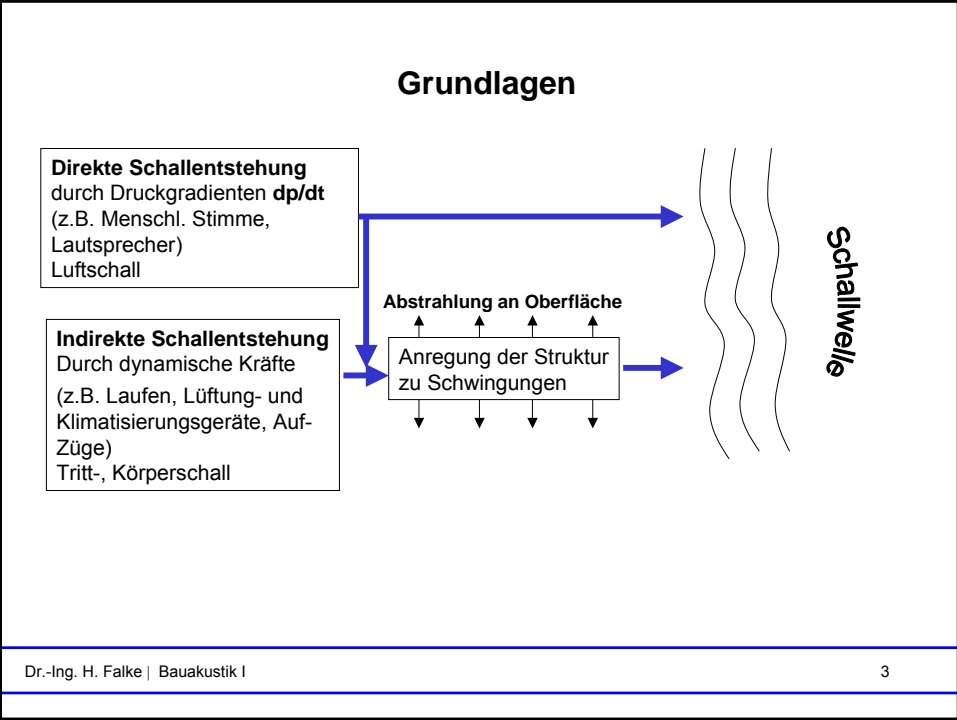 Grundlagen
Direkte Schallentstehung
durch Druckgradienten dp/dt
(z.B. Menschl. Stimme,
Lautsprecher)
Luftschall
Indirekte Schallentstehung
Durch dynamische Kräfte
(z.B. Laufen, Lüftung- und
Klimatisierungsgeräte, Auf-
Züge)
Tritt-, Körperschall
Abstrahlung an Oberfläche
Anregung der Struktur
zu Schwingungen
Schallwelle
Dr.-Ing. H. Falke | Bauakustik I
3